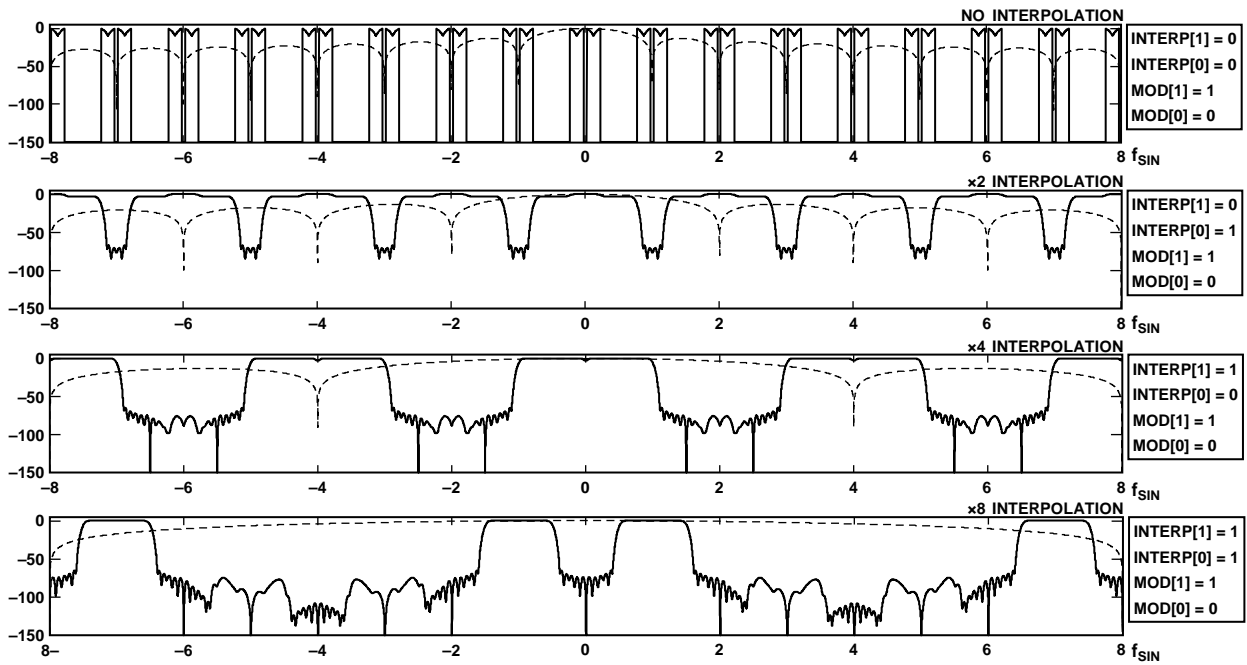 NO INTERPOLATION
0
−50
−100
−150
−8 −6 −4 −2 0 2 4 6 8 fSIN
INTERP[1] = 0
INTERP[0] = 0
MOD[1] = 1
MOD[0] = 0
×2 INTERPOLATION
0
−50
−100
−150
−8 −6 −4 −2 0 2 4 6 8 fSIN
INTERP[1] = 0
INTERP[0] = 1
MOD[1] = 1
MOD[0] = 0
×4 INTERPOLATION
0
−50
−100
−150
−8 −6 −4 −2 0 2 4 6 8 fSIN
INTERP[1] = 1
INTERP[0] = 0
MOD[1] = 1
MOD[0] = 0
×8 INTERPOLATION
0
−50
−100
−150
8− −6 −4 −2 0 2 4 6 8 fSIN
INTERP[1] = 1
INTERP[0] = 1
MOD[1] = 1
MOD[0] = 0